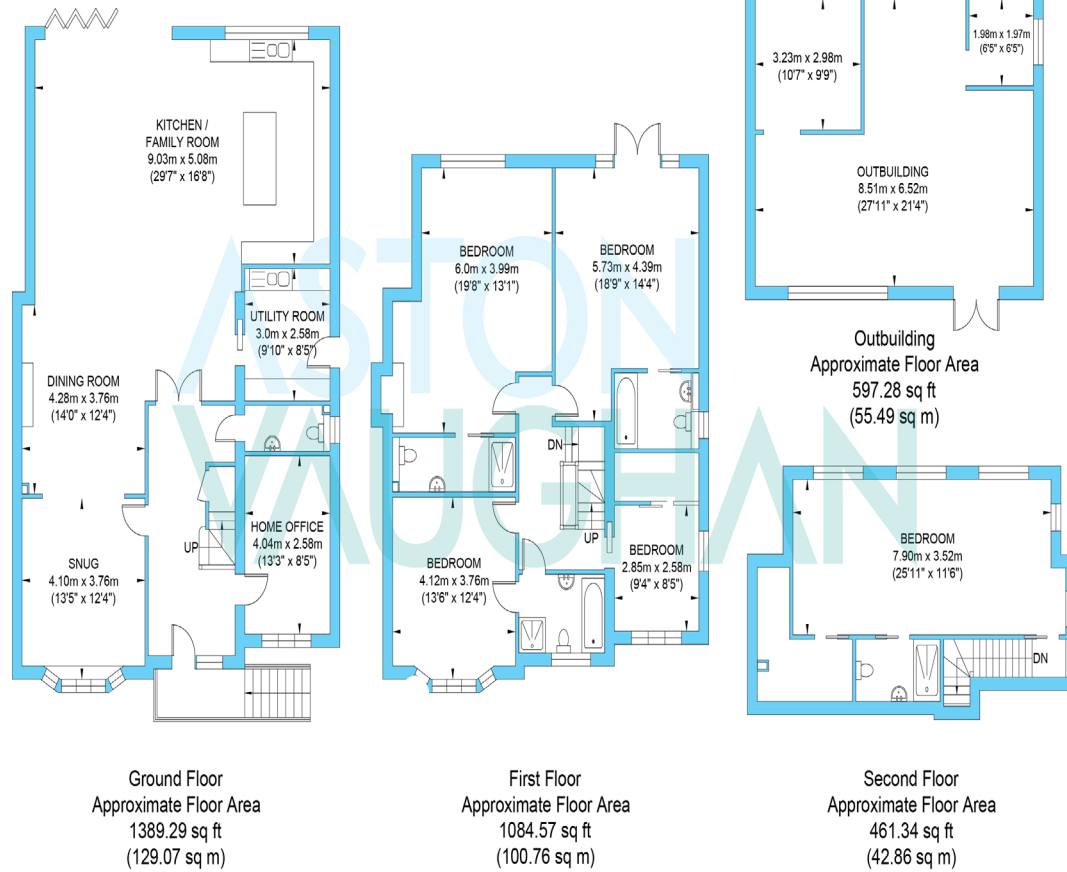 KITCHEN /
FAMILY ROOM
9.03m x 5.08m
(29'7" x 16'8")
UTILITY ROOM
3.0m x 2.58m
(9'10" x 8'5")
DINING ROOM
4.28m x 3.76m
(14'0" x 12'4")
UP
HOME OFFICE
4.04m x 2.58m
(13'3" x 8'5")
SNUG
4.10m x 3.76m
(13'5" x 12'4")
Ground Floor
Approximate Floor Area
1389.29 sq ft
(129.07 sq m)
BEDROOM
6.0m x 3.99m
(19'8" x 13'1")
BEDROOM
5.73m x 4.39m
(18'9" x 14'4")
DN
UP
BEDROOM
4.12m x 3.76m
(13'6" x 12'4")
BEDROOM
2.85m x 2.58m
(9'4" x 8'5")
First Floor
Approximate Floor Area
1084.57 sq ft
(100.76 sq m)
3.23m x 2.98m
(10'7" x 9'9")
1.98m x 1.97m
(6'5" x 6'5")
OUTBUILDING
8.51m x 6.52m
(27'11" x 21'4")
Outbuilding
Approximate Floor Area
597.28 sq ft
(55.49 sq m)
BEDROOM
7.90m x 3.52m
(25'11" x 11'6")
DN
Second Floor
Approximate Floor Area
461.34 sq ft
(42.86 sq m)
ASTON
VAUGHAN